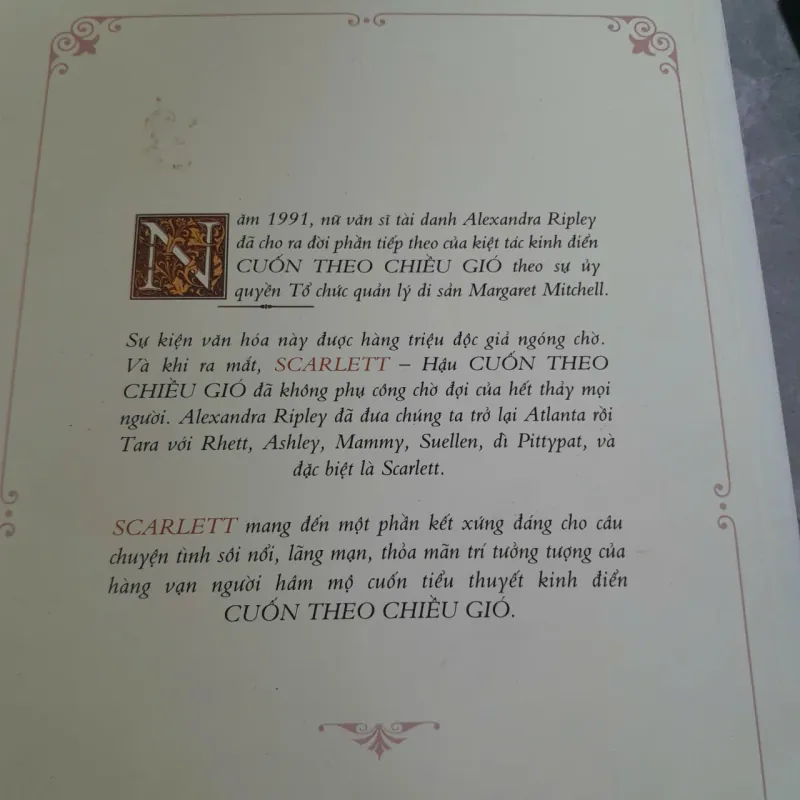 Năm 1991, nữ văn sĩ tài danh Alexandra Ripley
đã cho ra đời phần tiếp theo của kiệt tác kinh điển
CUỐN THEO CHIỀU GIÓ theo sự ủy
quyền Tổ chức quản lý di sản Margaret Mitchell.
Sự kiện văn hóa này được hàng triệu độc giả ngóng chờ.
Và khi ra mắt, SCARLETT – Hậu CUỐN THEO
CHIỀU GIÓ đã không phụ công chờ đợi của hết thảy mọi
người. Alexandra Ripley đã đưa chúng ta trở lại Atlanta rồi
Tara với Rhett, Ashley, Mammy, Suellen, dì Pittypat, và
đặc biệt là Scarlett.
SCARLETT mang đến một phần kết xứng đáng cho câu
chuyện tình sôi nổi, lãng mạn, thỏa mãn trí tưởng tượng của
hàng vạn người hâm mộ cuốn tiểu thuyết kinh điển
CUỐN THEO CHIỀU GIÓ.